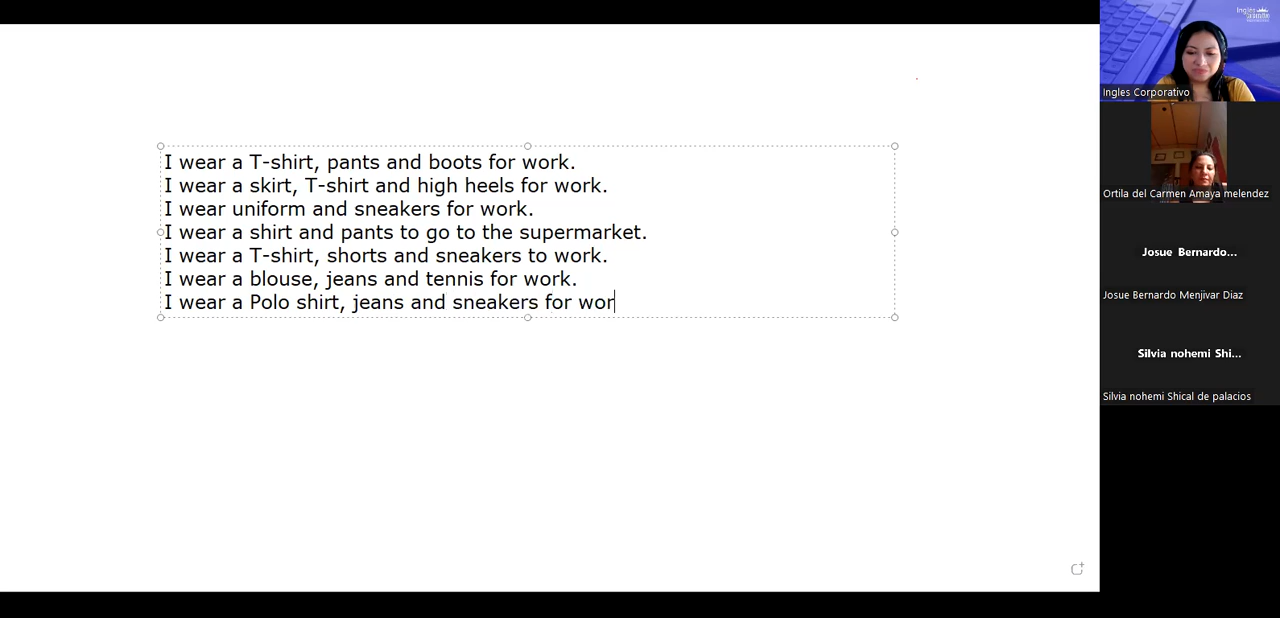 I wear a T-shirt, pants and boots for work.
I wear a skirt, T-shirt and high heels for work.
I wear uniform and sneakers for work.
I wear a shirt and pants to go to the supermarket.
I wear a T-shirt, shorts and sneakers to work.
I wear a blouse, jeans and tennis for work.
I wear a Polo shirt, jeans and sneakers for wor
Ingles Corporativo
Ortila del Carmen Amaya melendez
Josue Bernardo...
Josue Bernardo Menjivar Diaz
Silvia nohemi Shi...
Silvia nohemi Shical de palacios